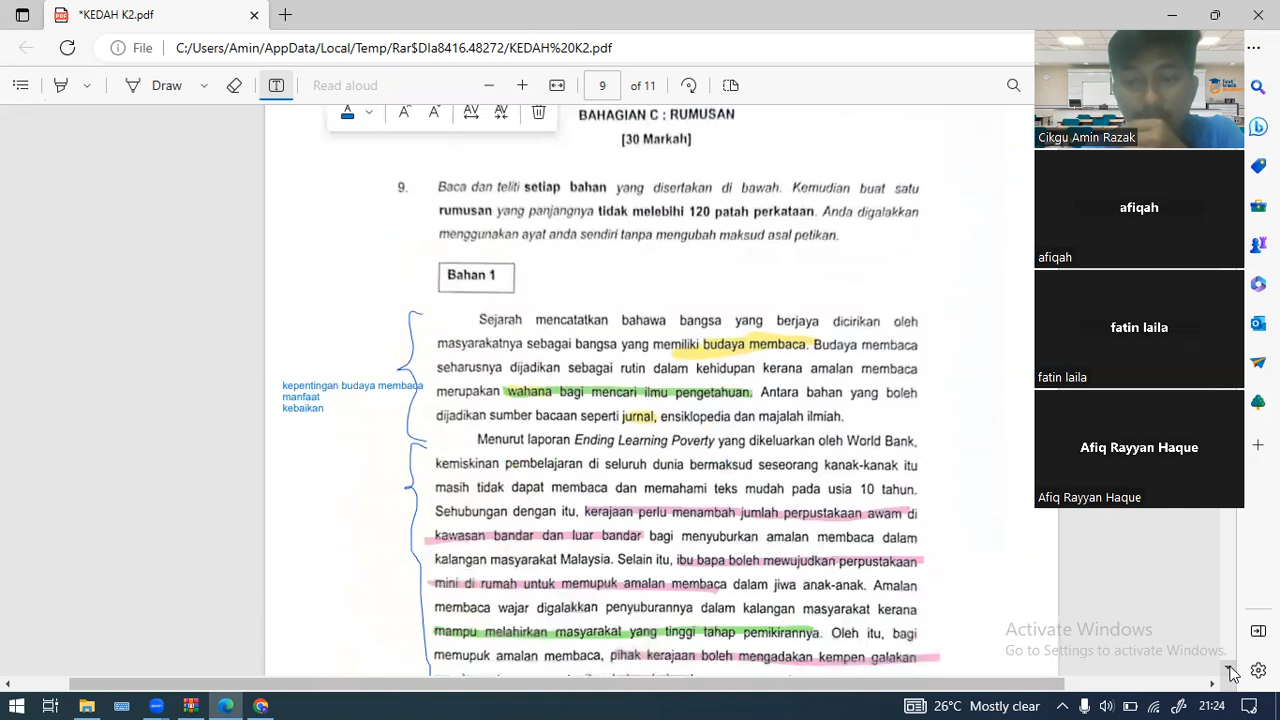 *KEDAH K2.pdf
File
C:/Users/Amin/AppData/Local/Temp/Rar$DIa8416.48272/KEDAH%20K2.pdf
Draw
Read aloud
9
of 11
BAHAGIAN C : RUMUSAN
[30 Markah]
9.
Baca dan teliti setiap bahan yang disertakan di bawah. Kemudian buat satu
rumusan yang panjangnya tidak melebihi 120 patah perkataan. Anda digalakkan
menggunakan ayat anda sendiri tanpa mengubah maksud asal petikan.
Bahan 1
Sejarah mencatatkan bahawa bangsa yang berjaya dicirikan oleh
masyarakatnya sebagai bangsa yang memiliki budaya membaca. Budaya membaca
seharusnya dijadikan sebagai rutin dalam kehidupan kerana amalan membaca
merupakan wahana bagi mencari ilmu pengetahuan. Antara bahan yang boleh
dijadikan sumber bacaan seperti jurnal, ensiklopedia dan majalah ilmiah.
kepentingan budaya membaca
manfaat
kebaikan
Menurut laporan Ending Learning Poverty yang dikeluarkan oleh World Bank,
kemiskinan pembelajaran di seluruh dunia bermaksud seseorang kanak-kanak itu
masih tidak dapat membaca dan memahami teks mudah pada usia 10 tahun.
Sehubungan dengan itu, kerajaan perlu menambah jumlah perpustakaan awam di
kawasan bandar dan luar bandar bagi menyuburkan amalan membaca dalam
kalangan masyarakat Malaysia. Selain itu, ibu bapa boleh mewujudkan perpustakaan
mini di rumah untuk memupuk amalan membaca dalam jiwa anak-anak. Amalan
membaca wajar digalakkan penyuburannya dalam kalangan masyarakat kerana
mampu melahirkan masyarakat yang tinggi tahap pemikirannya. Oleh itu, bagi
memupuk amalan membaca, pihak kerajaan boleh mengadakan kempen galakan
Cikgu Amin Razak
afiqah
afiqah
fatin laila
fatin laila
Afiq Rayyan Haque
Afiq Rayyan Haque
Activate Windows
Go to Settings to activate Windows.
26°C Mostly clear
21:24